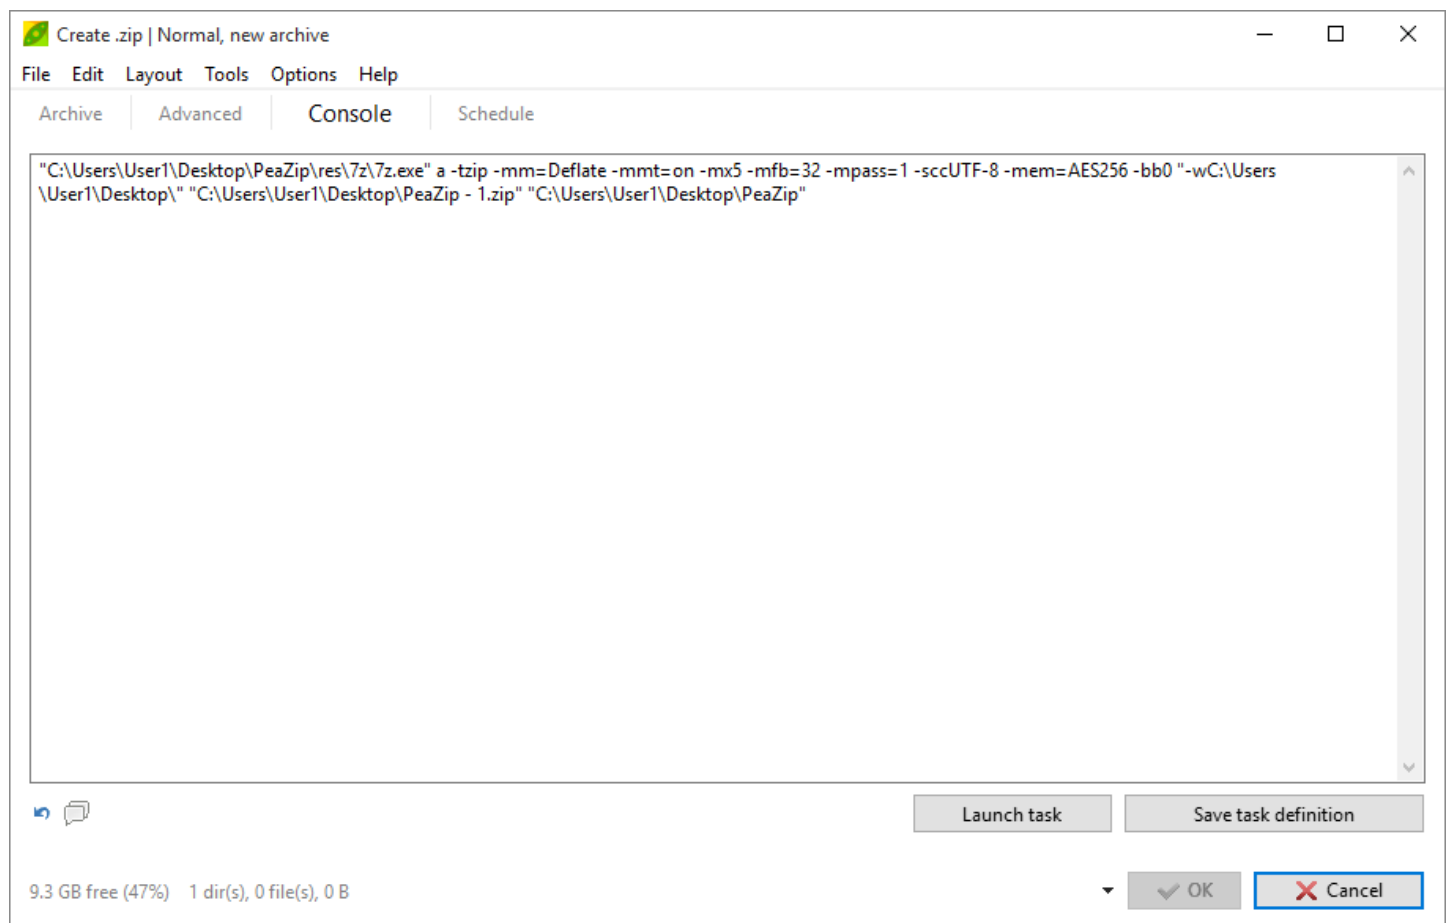 Create .zip | Normal, new archive
File Edit Layout Tools Options Help
Archive Advanced Console Schedule
"C:\Users\User1\Desktop\PeaZip\res\7z\7z.exe" a -tzip -mm=Deflate -mmt=on -mx5 -mfb=32 -mpass=1 -sccUTF-8 -mem=AES256 -bb0 "-wC:\Users
\User1\Desktop\" "C:\Users\User1\Desktop\PeaZip - 1.zip" "C:\Users\User1\Desktop\PeaZip"
Launch task Save task definition
9.3 GB free (47%) 1 dir(s), 0 file(s), 0 B OK Cancel